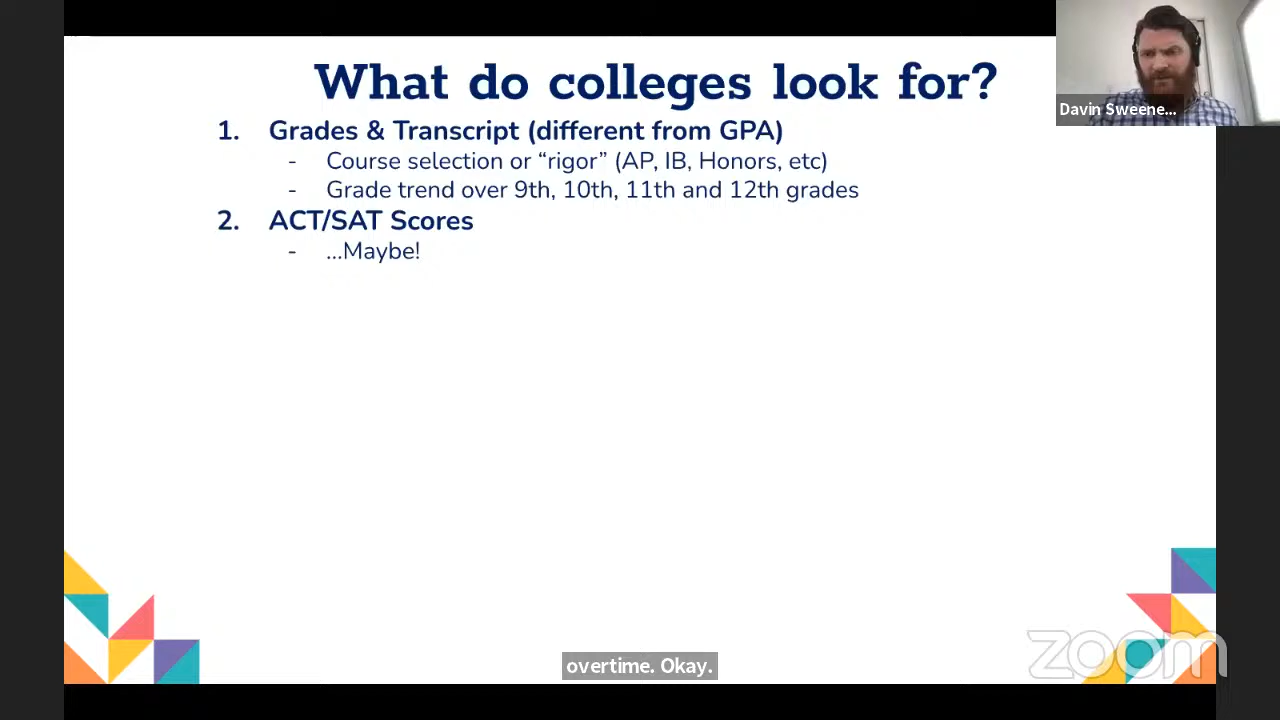 What do colleges look for?
1. Grades & Transcript (different from GPA)
- Course selection or “rigor” (AP, IB, Honors, etc)
- Grade trend over 9th, 10th, 11th and 12th grades
2. ACT/SAT Scores
- ...Maybe!
Davin Sweene...
overtime. Okay.
zoom